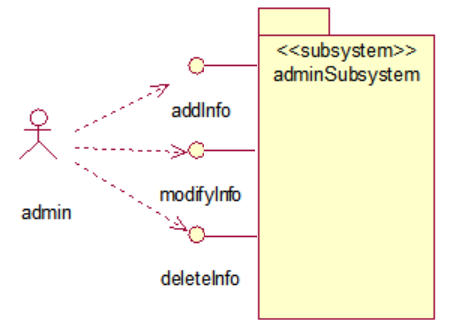 <<subsystem>>
adminSubsystem
addInfo
admin
modifyInfo
deleteInfo